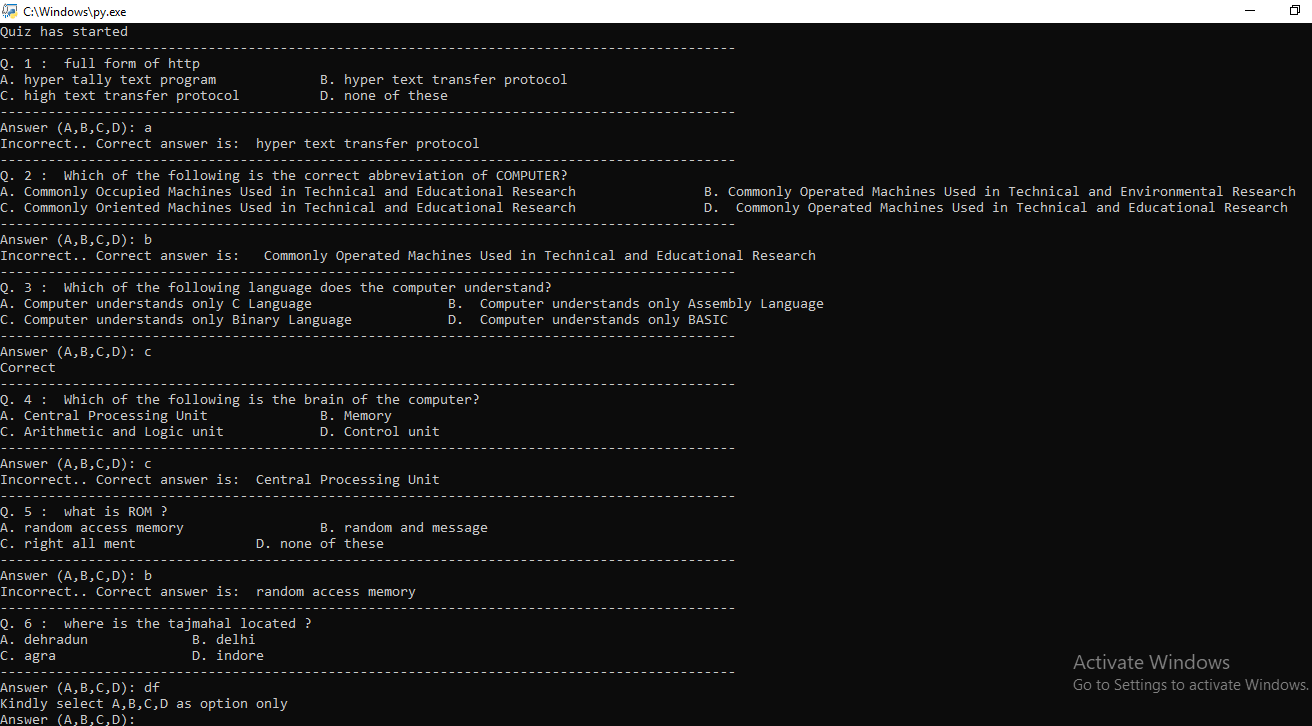 C:\Windows\py.exe
Quiz has started
--------------------------------------------------------------------------------------------
Q. 1 :  full form of http
A. hyper tally text program             B. hyper text transfer protocol
C. high text transfer protocol          D. none of these
--------------------------------------------------------------------------------------------
Answer (A,B,C,D): a
Incorrect.. Correct answer is:  hyper text transfer protocol
--------------------------------------------------------------------------------------------
Q. 2 :  Which of the following is the correct abbreviation of COMPUTER?
A. Commonly Occupied Machines Used in Technical and Educational Research                B. Commonly Operated Machines Used in Technical and Environmental Research
C. Commonly Oriented Machines Used in Technical and Educational Research                D.  Commonly Operated Machines Used in Technical and Educational Research
--------------------------------------------------------------------------------------------
Answer (A,B,C,D): b
Incorrect.. Correct answer is:   Commonly Operated Machines Used in Technical and Educational Research
--------------------------------------------------------------------------------------------
Q. 3 :  Which of the following language does the computer understand?
A. Computer understands only C Language                 B.  Computer understands only Assembly Language
C. Computer understands only Binary Language            D.  Computer understands only BASIC
--------------------------------------------------------------------------------------------
Answer (A,B,C,D): c
Correct
--------------------------------------------------------------------------------------------
Q. 4 :  Which of the following is the brain of the computer?
A. Central Processing Unit              B. Memory
C. Arithmetic and Logic unit            D. Control unit
--------------------------------------------------------------------------------------------
Answer (A,B,C,D): c
Incorrect.. Correct answer is:  Central Processing Unit
--------------------------------------------------------------------------------------------
Q. 5 :  what is ROM ?
A. random access memory                 B. random and message
C. right all ment               D. none of these
--------------------------------------------------------------------------------------------
Answer (A,B,C,D): b
Incorrect.. Correct answer is:  random access memory
--------------------------------------------------------------------------------------------
Q. 6 :  where is the tajmahal located ?
A. dehradun             B. delhi
C. agra                 D. indore
--------------------------------------------------------------------------------------------
Answer (A,B,C,D): df
Kindly select A,B,C,D as option only
Answer (A,B,C,D):
Activate Windows
Go to Settings to activate Windows.